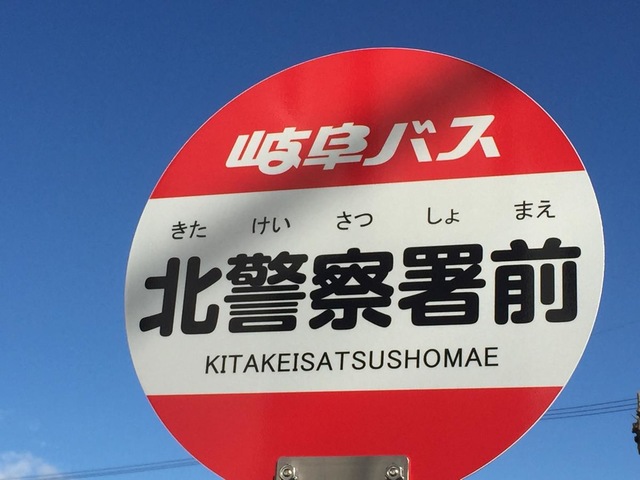 岐阜バス
きた けい さつ しょ まえ
北警察署前
KITAKEISATSUSHOMAE